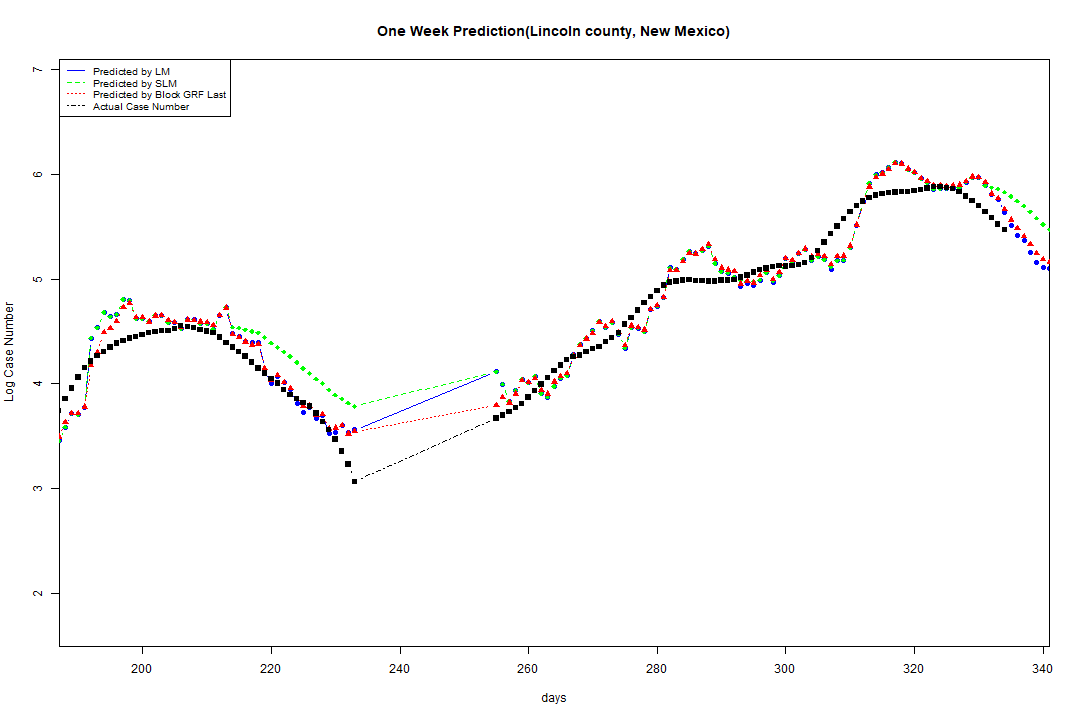 One Week Prediction(Lincoln county, New Mexico)
Predicted by LM
Predicted by SLM
Predicted by Block GRF Last
Actual Case Number
Log Case Number
7
6
5
4
3
2
200 220 240 260 280 300 320 340
days